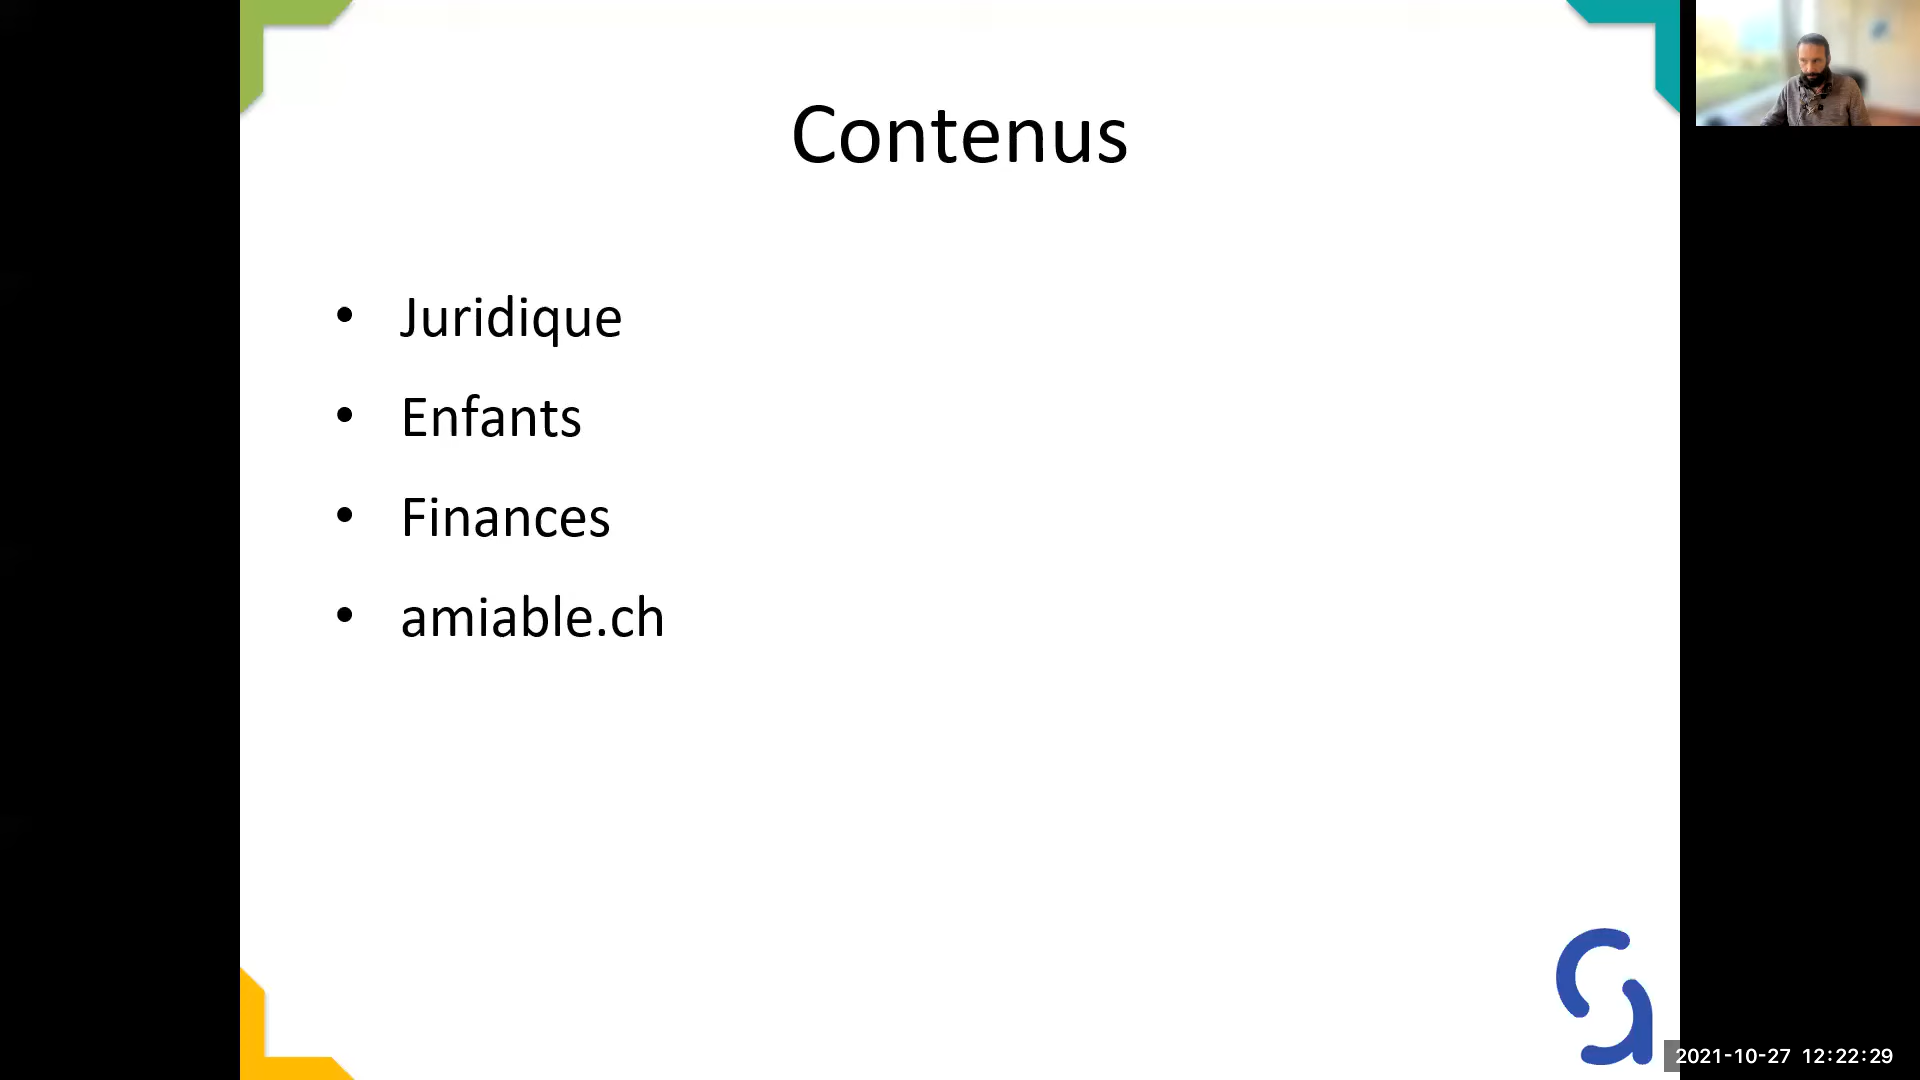 Contenus
• Juridique
• Enfants
• Finances
• amiable.ch
2021-10-27 12:22:29